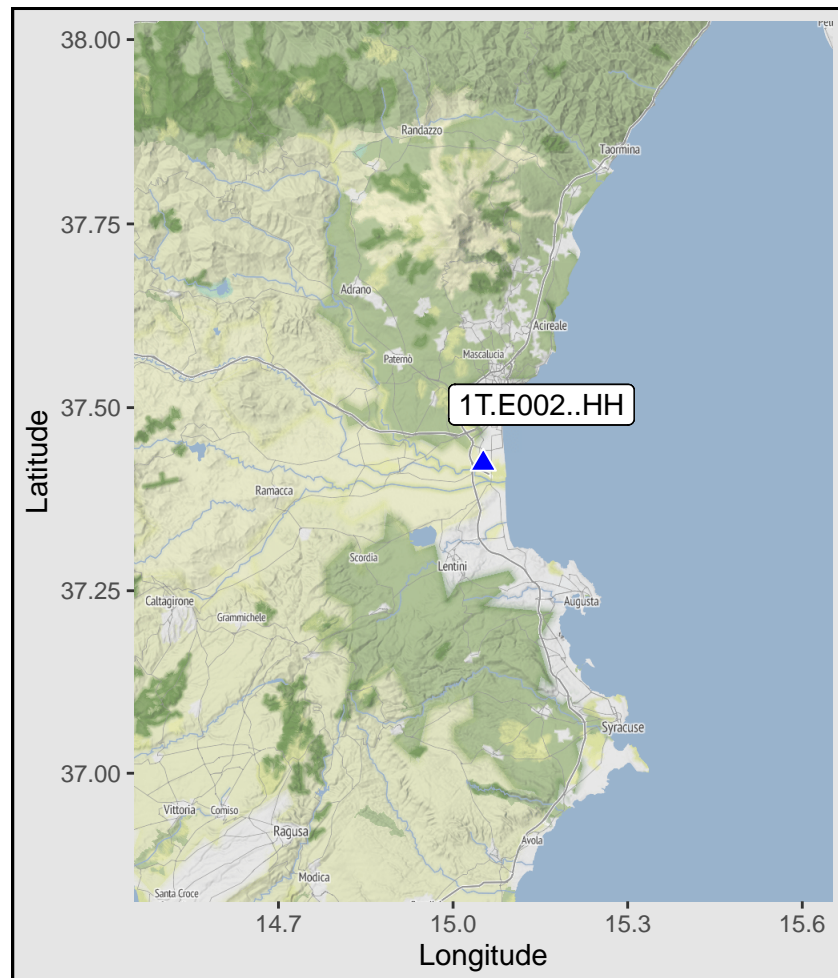 38.00
Randazzo
Taormina
37.75
Adrano
Acireale
Mascalucia
Paternò
37.50
1T.E002..HH
Latitude
Ramacca
Scordia
Lentini
37.25
Caltagirone
Augusta
Grammichele
Syracuse
37.00
Vittoria
Comiso
Ragusa
Avola
Modica
Santa Croce
14.7
15.0
15.3
15.6
Longitude